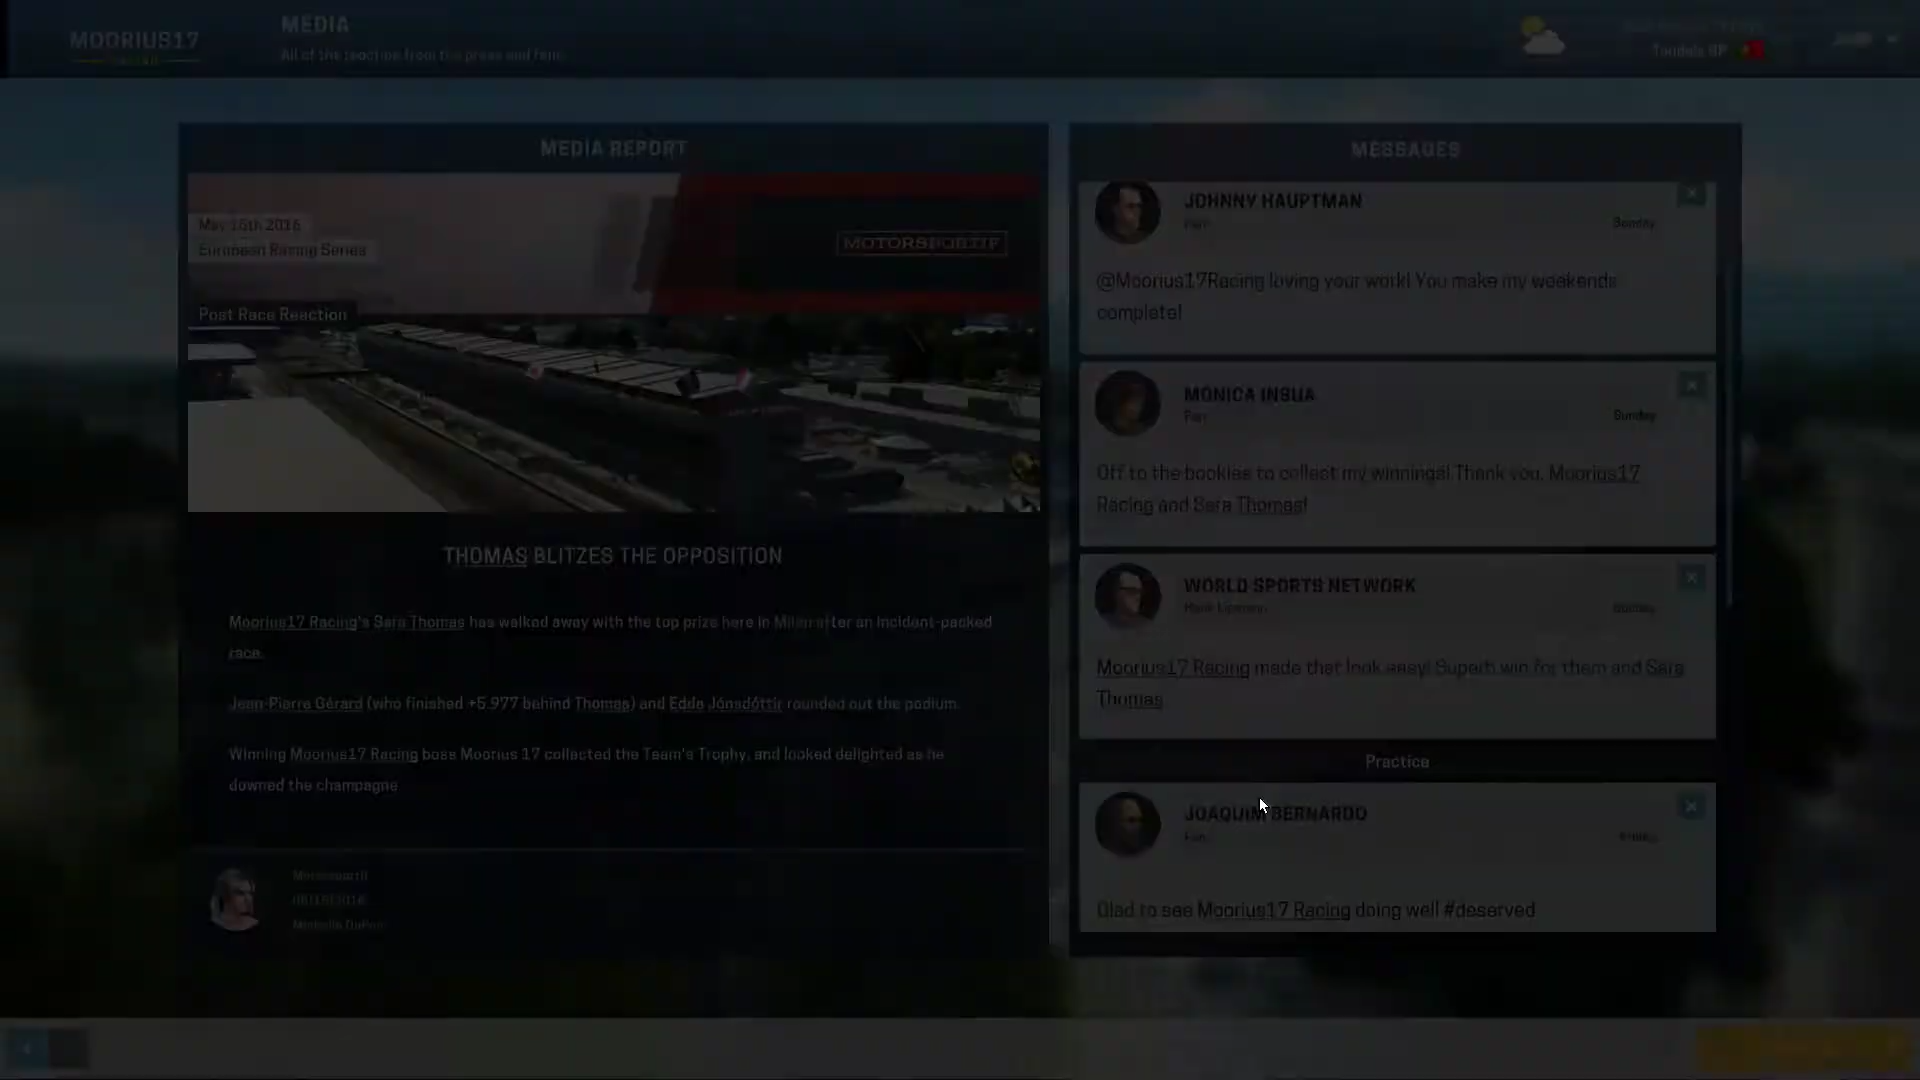 MOORIUS17
MEDIA
All of the reaction from the press and fans
MEDIA REPORT
May 15th 2016
European Racing Series
MOTORSPORTIF
Post Race Reaction
THOMAS BLITZES THE OPPOSITION
Moorius17 Racing's Sara Thomas has walked away with the top prize here in Milan after an incident-packed
race.
Jean-Pierre Gérard (who finished +5.977 behind Thomas) and Edda Jónsdóttir rounded out the podium.
Winning Moorius17 Racing boss Moorius 17 collected the Team's Trophy, and looked delighted as he
downed the champagne
Motorsportif
MESSAGES
JOHNNY HAUPTMAN
Fan
Sunday
@Moorius17Racing loving your work! You make my weekends
complete!
MONICA INSUA
Fan
Sunday
Off to the bookies to collect my winnings! Thank you, Moorius17
Racing and Sara Thomas!
WORLD SPORTS NETWORK
Sunday
Moorius17 Racing made that look easy! Superb win for them and Sara
Thomas
Practice
JOAQUIM BERNARDO
Fan
Friday
Glad to see Moorius17 Racing doing well #deserved